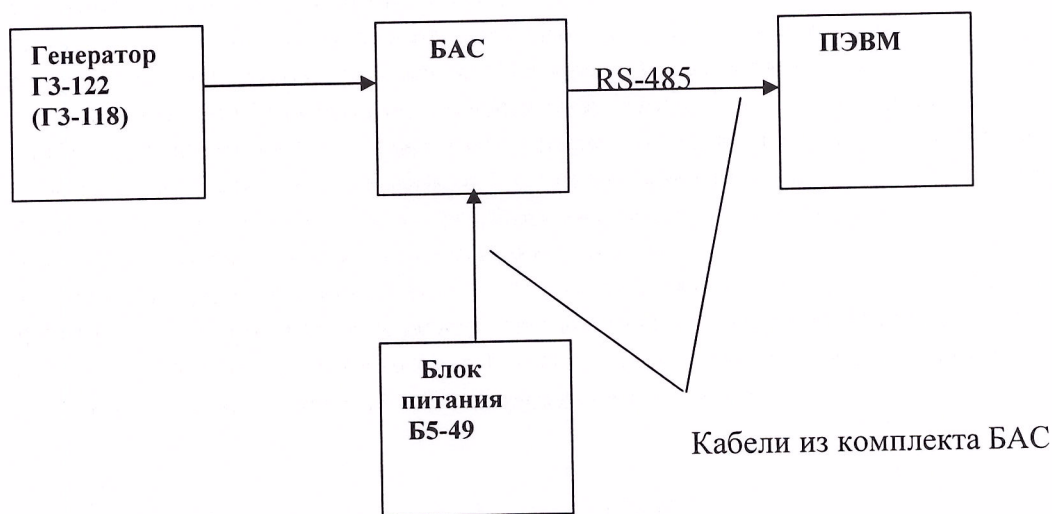 Генератор
Г3-122
(Г3-118)
БАС
RS-485
ПЭВМ
Блок
питания
Б5-49
Кабели из комплекта БАС